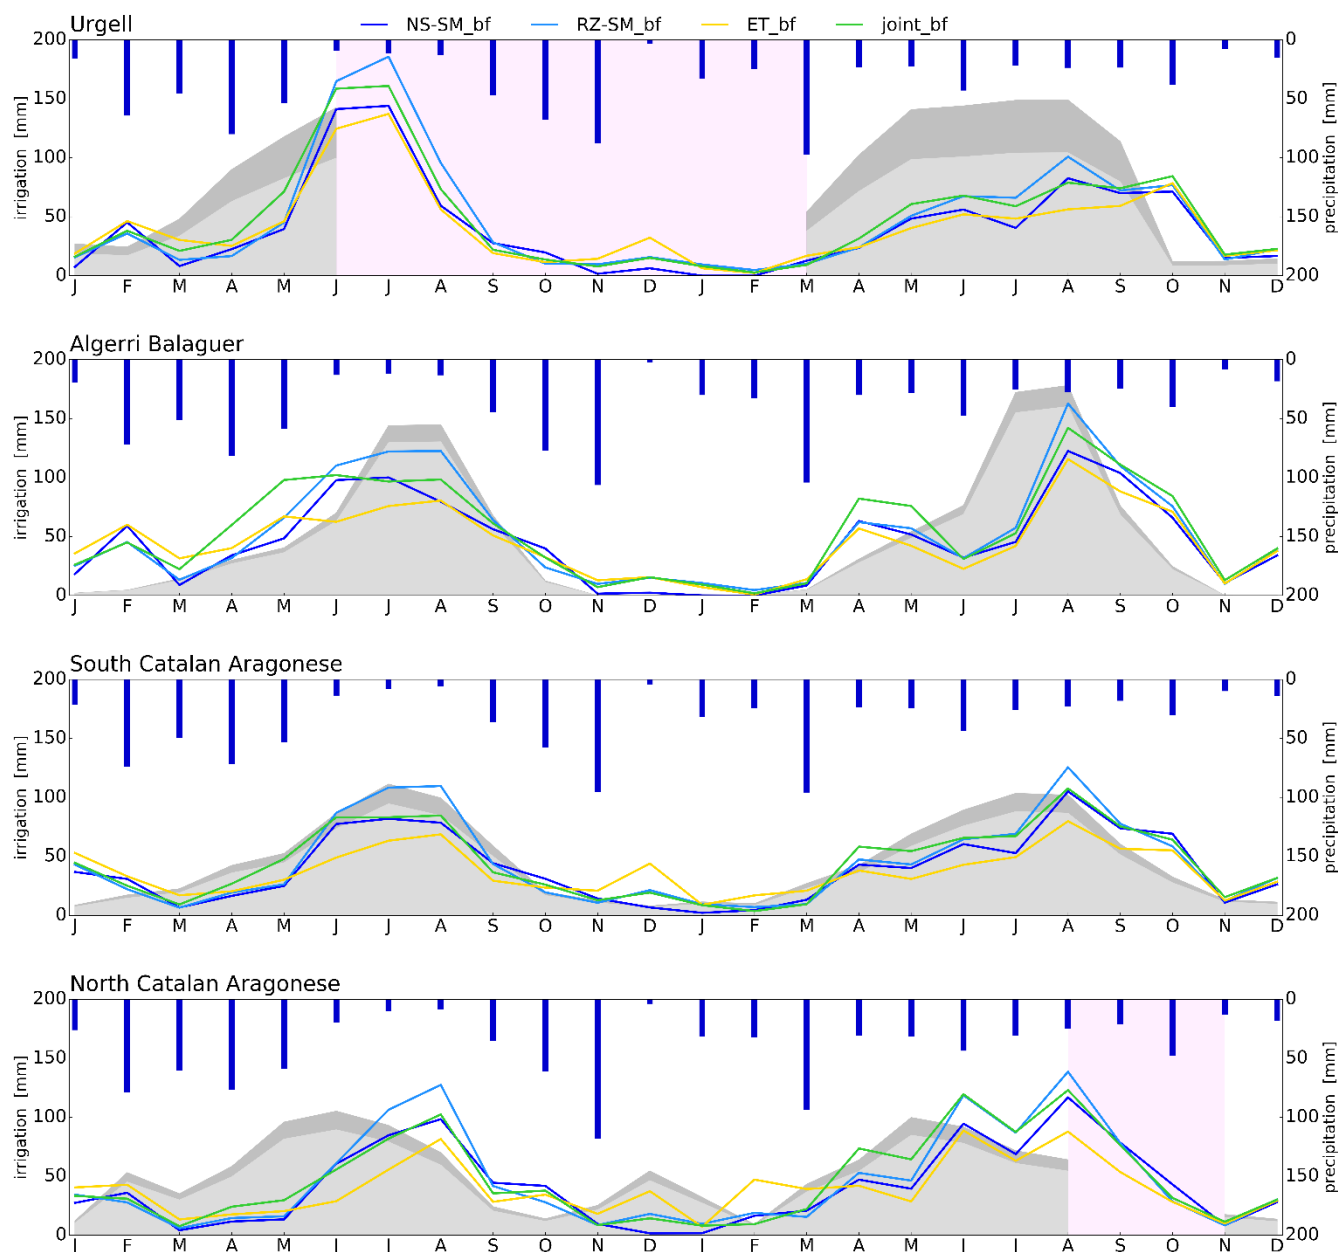 Urgell
NS-SM_bf RZ-SM_bf ET_bf joint_bf
200 0
150 50
100 100
50 150
0 200
irrigation [mm]
precipitation [mm]
J F M A M J J A S O N D J F M A M J J A S O N D
Algerri Balaguer
200 0
150 50
100 100
50 150
0 200
irrigation [mm]
precipitation [mm]
J F M A M J J A S O N D J F M A M J J A S O N D
South Catalan Aragonese
200 0
150 50
100 100
50 150
0 200
irrigation [mm]
precipitation [mm]
J F M A M J J A S O N D J F M A M J J A S O N D
North Catalan Aragonese
200 0
150 50
100 100
50 150
0 200
irrigation [mm]
precipitation [mm]
J F M A M J J A S O N D J F M A M J J A S O N D